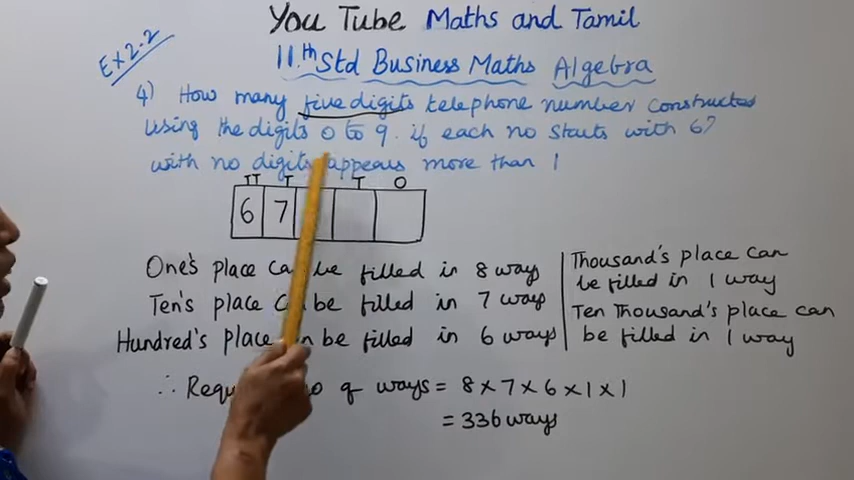 You Tube Maths and Tamil
11th Std Business Maths Algebra
Ex 2.2
4) How many five digits telephone number constructed
using the digits 0 to 9. if each no starts with 67
with no digits appears more than 1
TT T T O
6 7
One's place can be filled in 8 ways
Ten's place can be filled in 7 ways
Hundred's place can be filled in 6 ways
Thousand's place can
be filled in 1 way
Ten Thousand's place can
be filled in 1 way
∴ no of ways = 8×7×6×1×1
= 336 ways